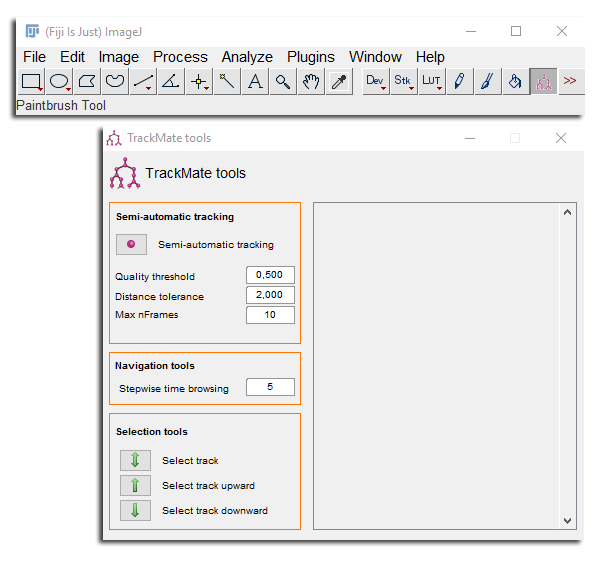 (Fiji Is Just) ImageJ
File Edit Image Process Analyze Plugins Window Help
A Dev Stk LUT >>
Paintbrush Tool
TrackMate tools
TrackMate tools
Semi-automatic tracking
Semi-automatic tracking
Quality threshold 0,500
Distance tolerance 2,000
Max nFrames 10
Navigation tools
Stepwise time browsing 5
Selection tools
Select track
Select track upward
Select track downward